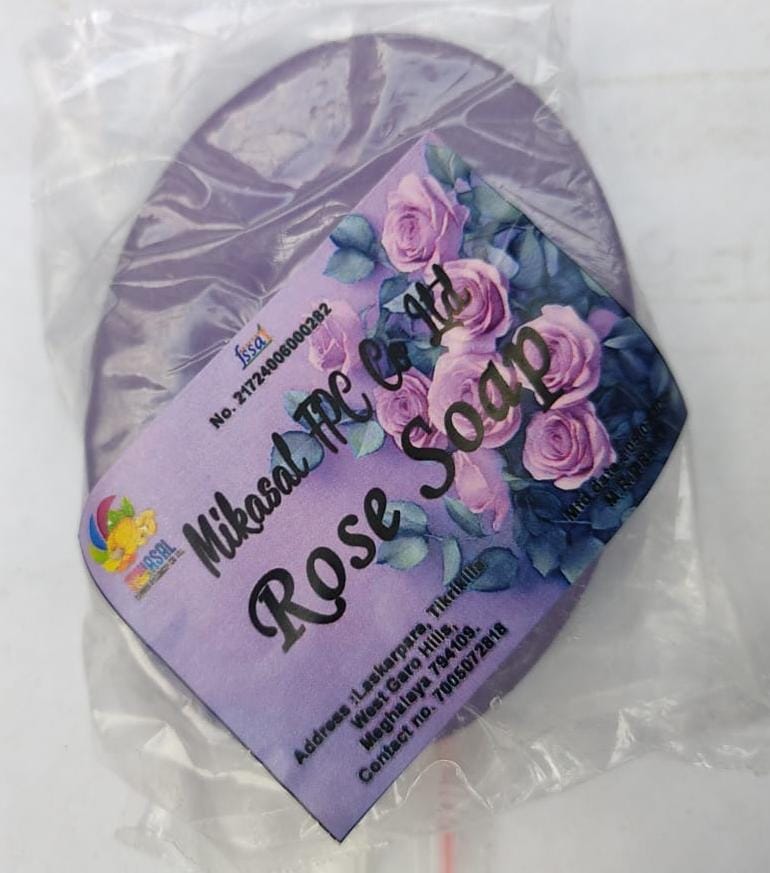 fssai
No. 21724006000282
Mikasal FPC Co Ltd
Rose Soap
Address :Laskarpara, Tikrikilla
West Garo Hills,
Meghalaya 794109.
Contact no. 7005072818